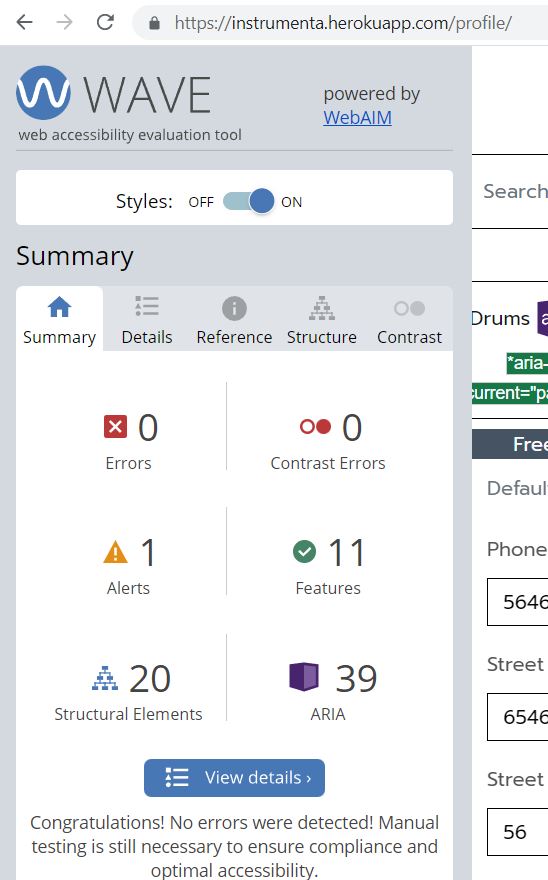 https://instrumenta.herokuapp.com/profile/
WAVE
web accessibility evaluation tool
powered by
WebAIM
Styles: OFF ON
Summary
Summary Details Reference Structure Contrast
0
Errors
0
Contrast Errors
1
Alerts
11
Features
20
Structural Elements
39
ARIA
View details ›
Congratulations! No errors were detected! Manual
testing is still necessary to ensure compliance and
optimal accessibility.
Search
Drums
*aria-
current="pa
Free
Defaul
Phone
5646
Street
6546
Street
56